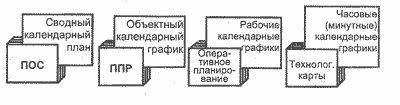 Сводный
календарный
план
ПОС
Объектный
календарный
график
ППР
Рабочие
календарные
графики
Опера-
тивное
планиро-
вание
Часовые
(минутные)
календарные
графики
Технолог.
карты